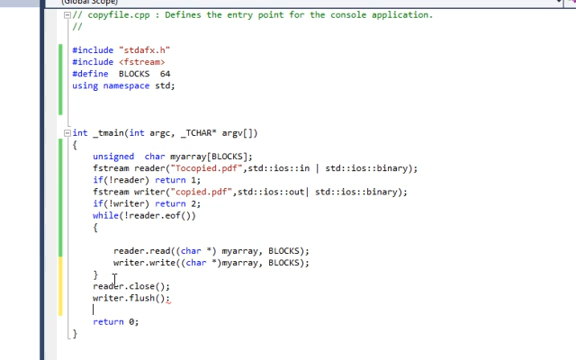 (Global Scope)
// copyfile.cpp : Defines the entry point for the console application.
//
#include "stdafx.h"
#include <fstream>
#define BLOCKS 64
using namespace std;
int _tmain(int argc, _TCHAR* argv[])
{
unsigned char myarray[BLOCKS];
fstream reader("Tocopied.pdf",std::ios::in | std::ios::binary);
if(!reader) return 1;
fstream writer("copied.pdf",std::ios::out| std::ios::binary);
if(!writer) return 2;
while(!reader.eof())
{
reader.read((char *) myarray, BLOCKS);
writer.write((char *)myarray, BLOCKS);
}
reader.close();
writer.flush();
return 0;
}